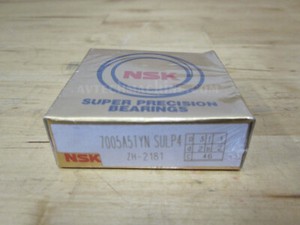 NSK
SUPER PRECISION
BEARINGS
7005A5TYN SULP4
NSK
ZH-2181